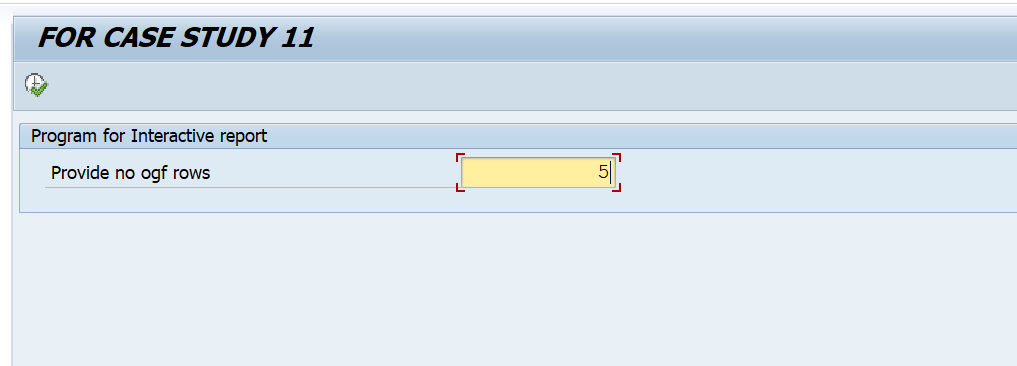 FOR CASE STUDY 11
Program for Interactive report
Provide no ogf rows 5